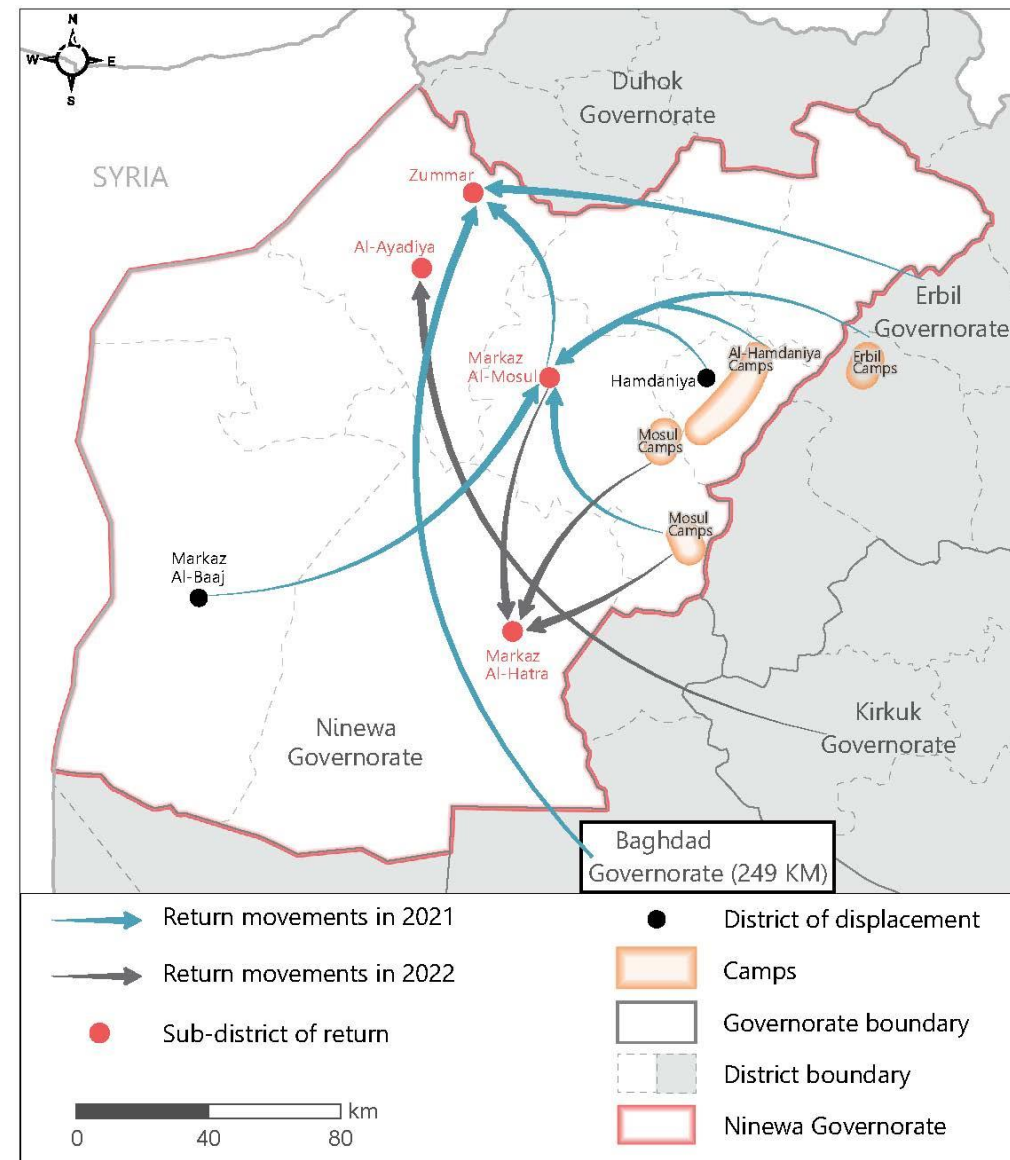 N
W
E
S
Duhok
Governorate
SYRIA
Zummar
Al-Ayadiya
Erbil
Governorate
Markaz
Al-Mosul
Hamdaniya
Al-Hamdaniya
Camps
Erbil
Camps
Mosul
Camps
Mosul
Camps
Markaz
Al-Baaj
Markaz
Al-Hatra
Ninewa
Governorate
Kirkuk
Governorate
Baghdad
Governorate (249 KM)
Return movements in 2021
Return movements in 2022
Sub-district of return
km
0 40 80
District of displacement
Camps
Governorate boundary
District boundary
Ninewa Governorate